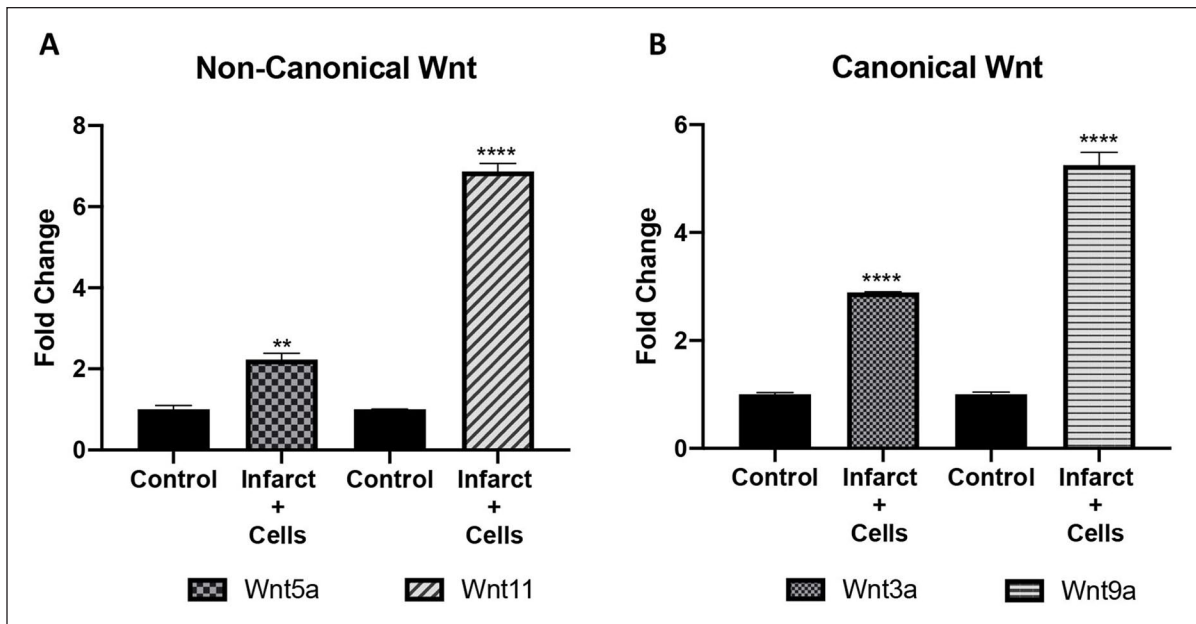 A
Non-Canonical Wnt
Fold Change
8
6
4
2
0
**
****
Control
Infarct
+
Cells
Control
Infarct
+
Cells
Wnt5a
Wnt11
B
Canonical Wnt
Fold Change
6
4
2
0
****
****
Control
Infarct
+
Cells
Control
Infarct
+
Cells
Wnt3a
Wnt9a